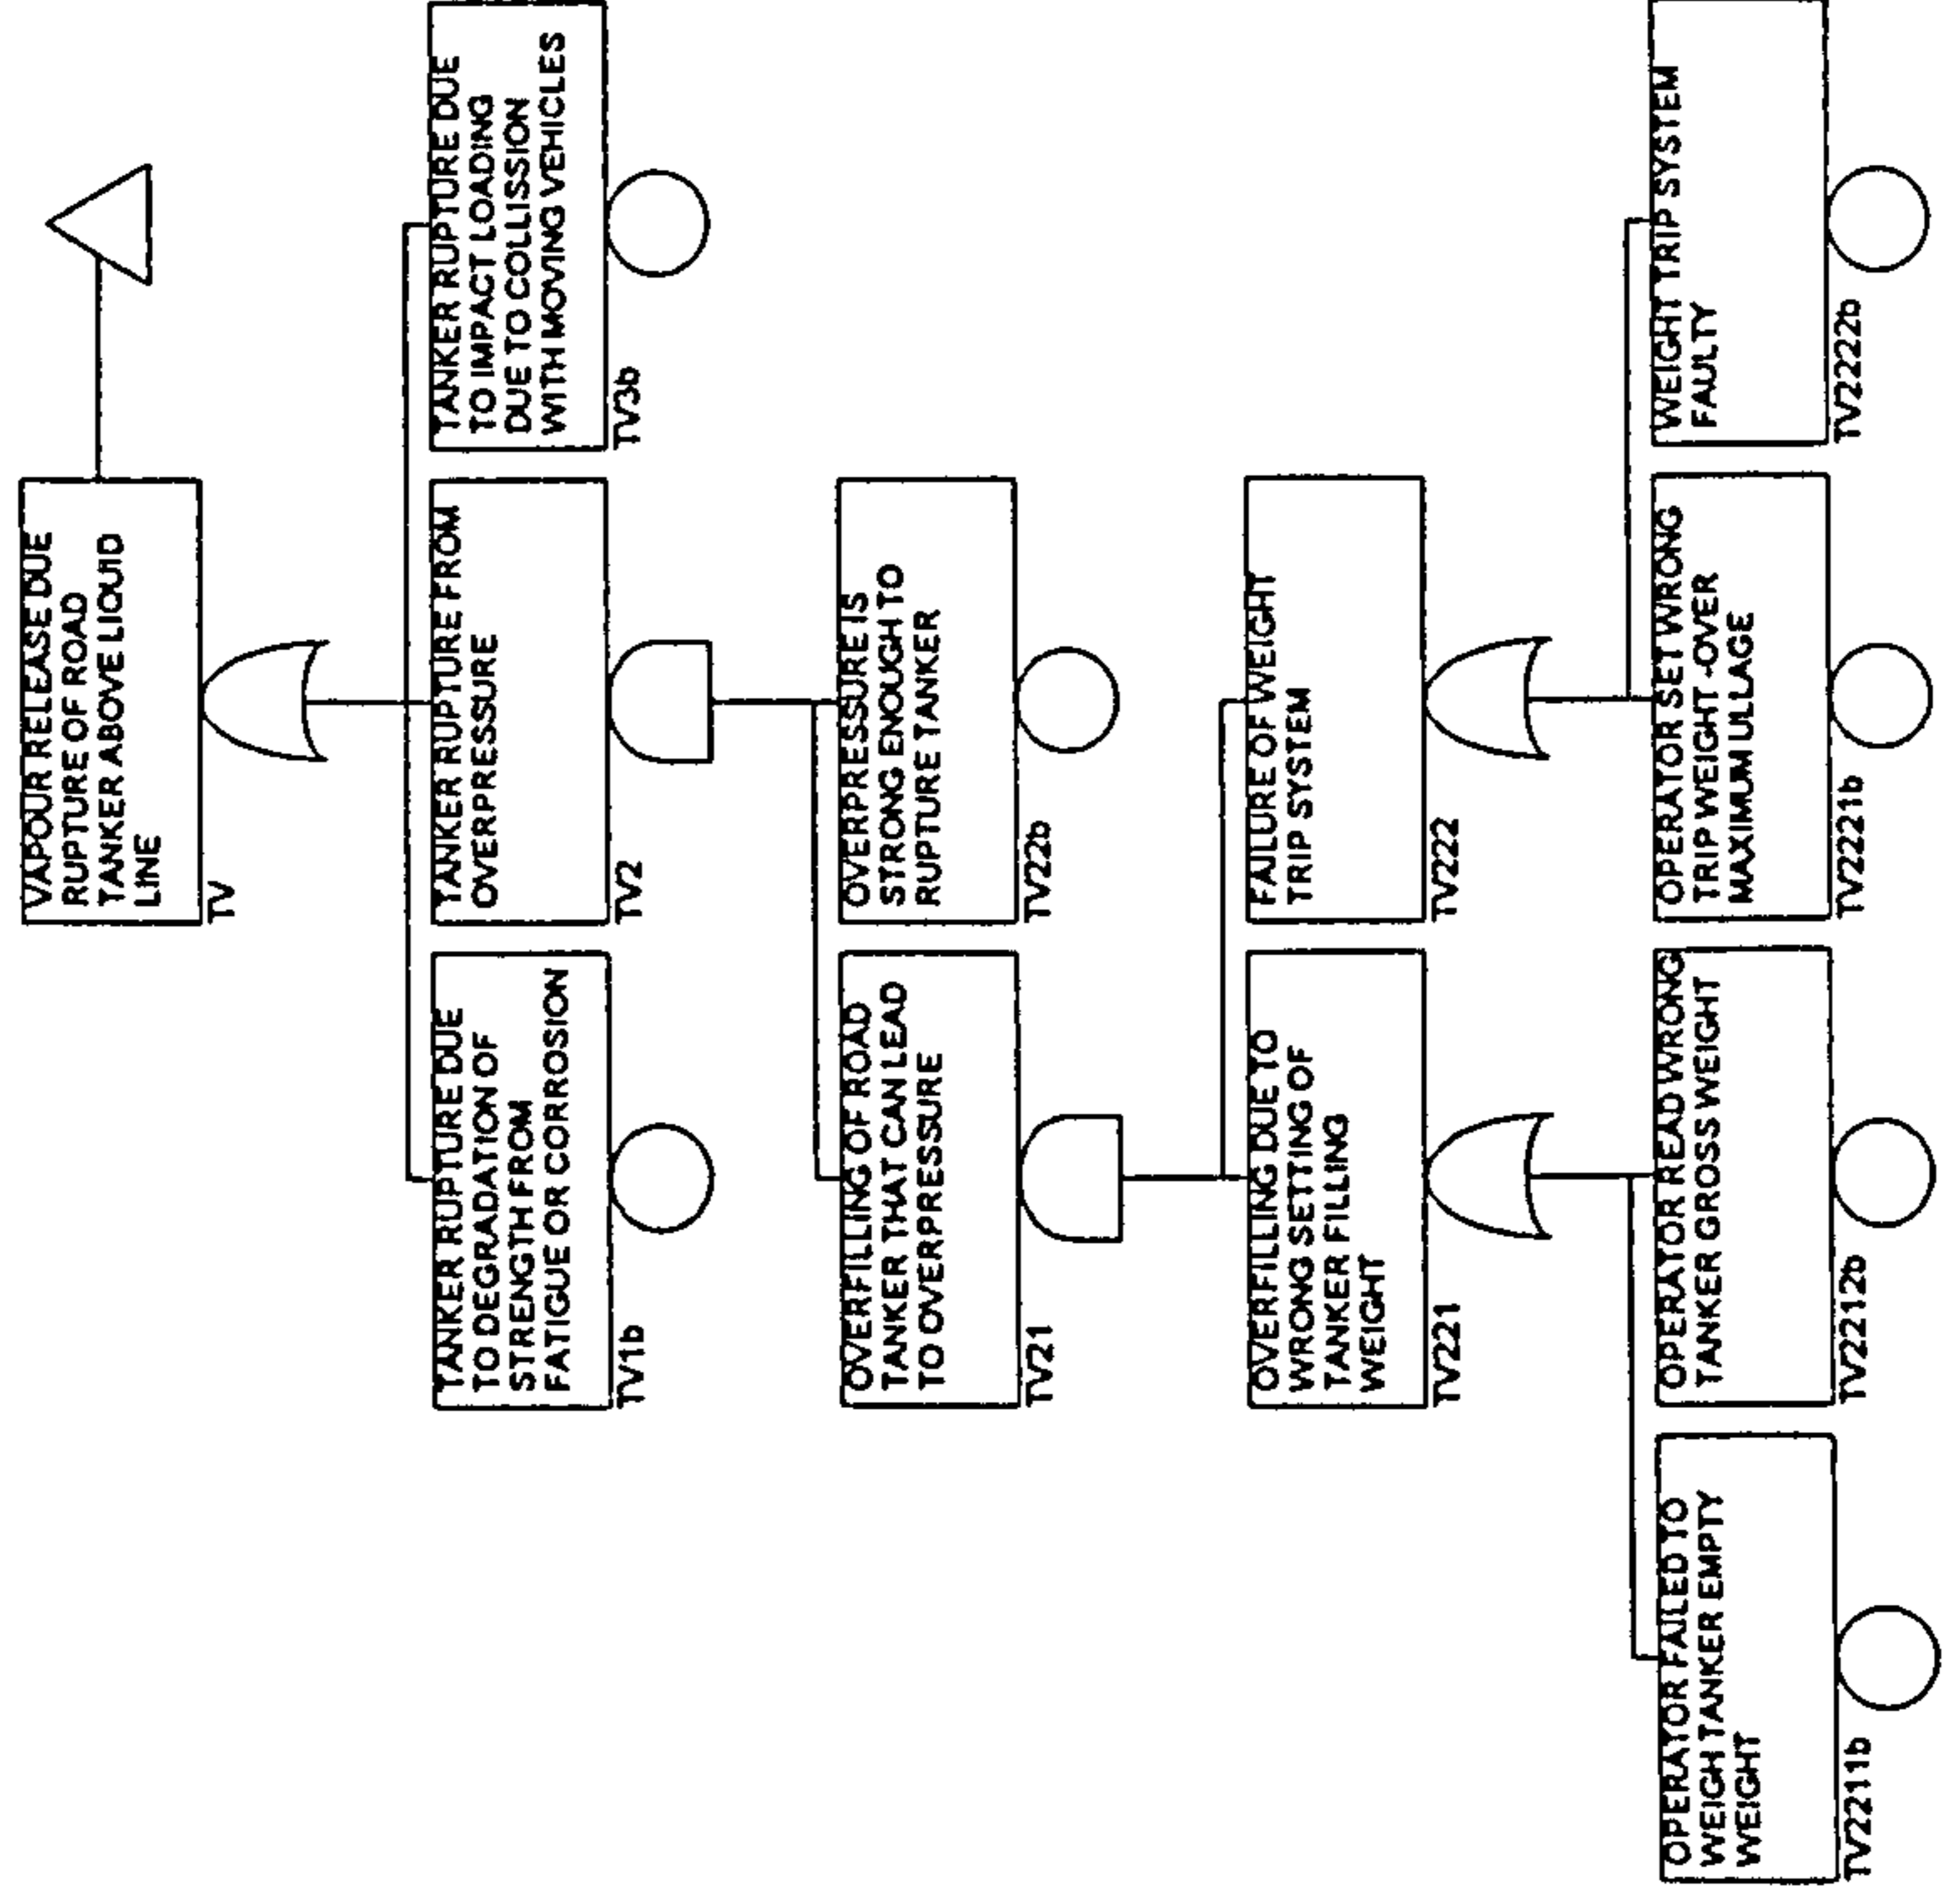 VAPOUR RELEASE DUE
RUPTURE OF ROAD
TANKER ABOVE LIQUID
LINE
TV
TANKER RUPTURE DUE
TO DEGRADATION OF
STRENGTH FROM
FATIGUE OR CORROSION
TV1b
TANKER RUPTURE FROM
OVERPRESSURE
TV2
TANKER RUPTURE DUE
TO IMPACT LOADING
DUE TO COLLISSION
WITH MOVING VEHICLES
TV3b
OVERFILLING OF ROAD
TANKER THAT CAN LEAD
TO OVERPRESSURE
TV21
OVERPRESSURE IS
STRONG ENOUGH TO
RUPTURE TANKER
TV22b
OVERFILLING DUE TO
WRONG SETTING OF
TANKER FILLING
WEIGHT
TV221
FAILURE OF WEIGHT
TRIP SYSTEM
TV222
OPERATOR FAILED TO
WEIGH TANKER EMPTY
WEIGHT
TV2211b
OPERATOR READ WRONG
TANKER GROSS WEIGHT
TV2212b
OPERATOR SET WRONG
TRIP WEIGHT -OVER
MAXIMUM ULLAGE
TV2221b
WEIGHT TRIP SYSTEM
FAULTY
TV2222b